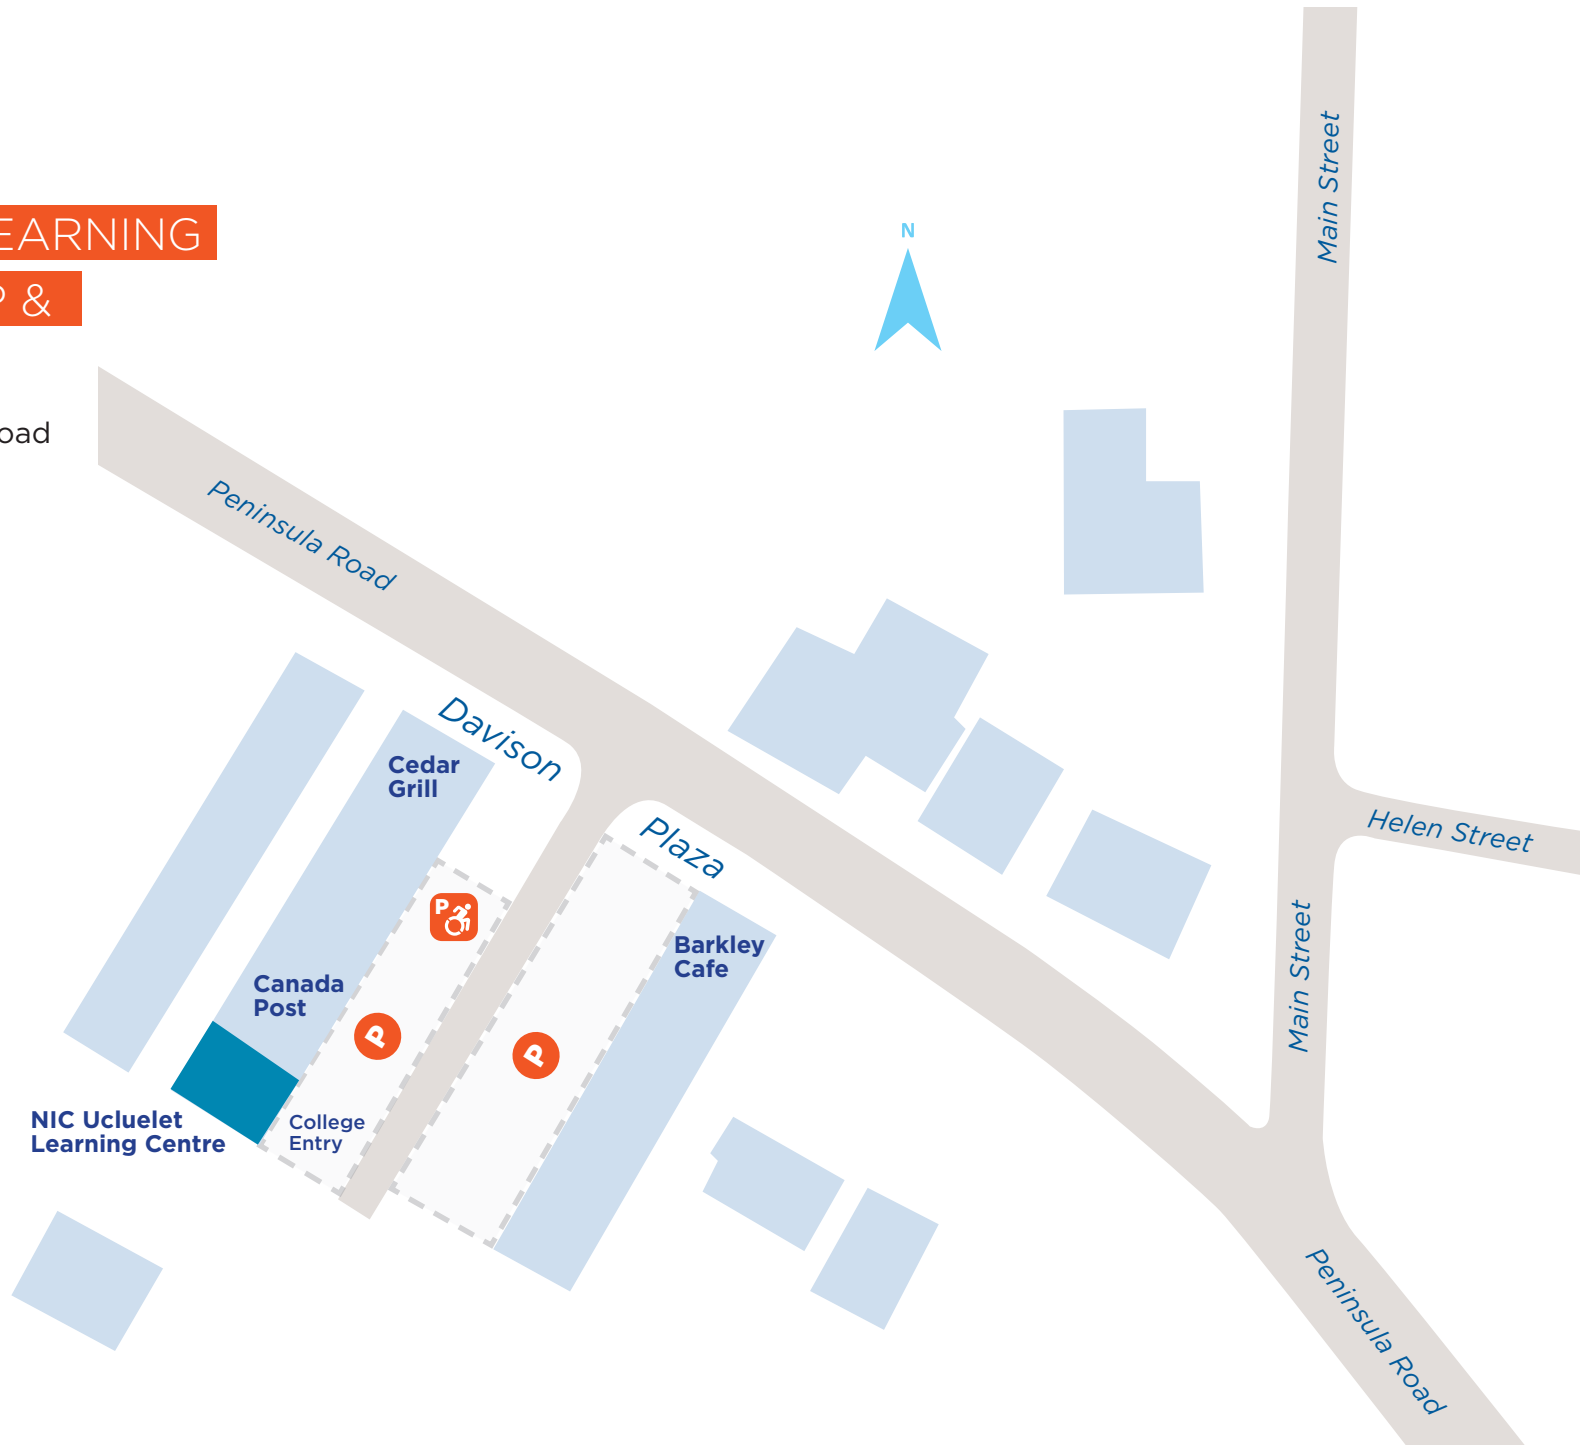 EARNING
P &
oad
N
Main Street
Peninsula Road
Davison
Plaza
Cedar
Grill
Helen Street
Main Street
P
Barkley
Cafe
Canada
Post
P
P
College
Entry
NIC Ucluelet
Learning Centre
Peninsula Road